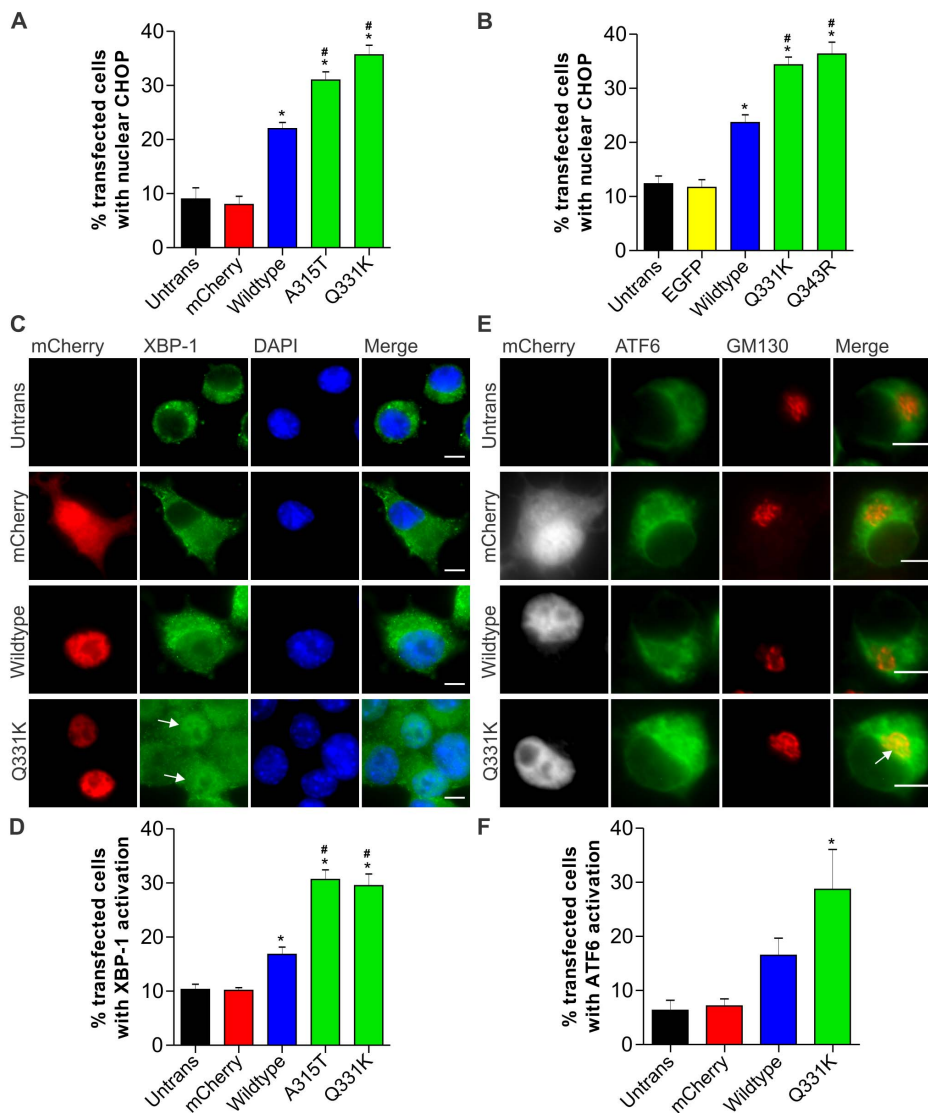 A
% transfected cells
with nuclear CHOP
40
30
20
10
0
*
#
*
#
*
Untrans
mCherry
Wildtype
A315T
Q331K
B
% transfected cells
with nuclear CHOP
40
30
20
10
0
*
#
*
#
*
Untrans
EGFP
Wildtype
Q331K
Q343R
C
mCherry XBP-1 DAPI Merge
Untrans
mCherry
Wildtype
Q331K
E
mCherry ATF6 GM130 Merge
Untrans
mCherry
Wildtype
Q331K
D
% transfected cells
with XBP-1 activation
40
30
20
10
0
*
#
*
#
*
Untrans
mCherry
Wildtype
A315T
Q331K
F
% transfected cells
with ATF6 activation
40
30
20
10
0
*
Untrans
mCherry
Wildtype
Q331K